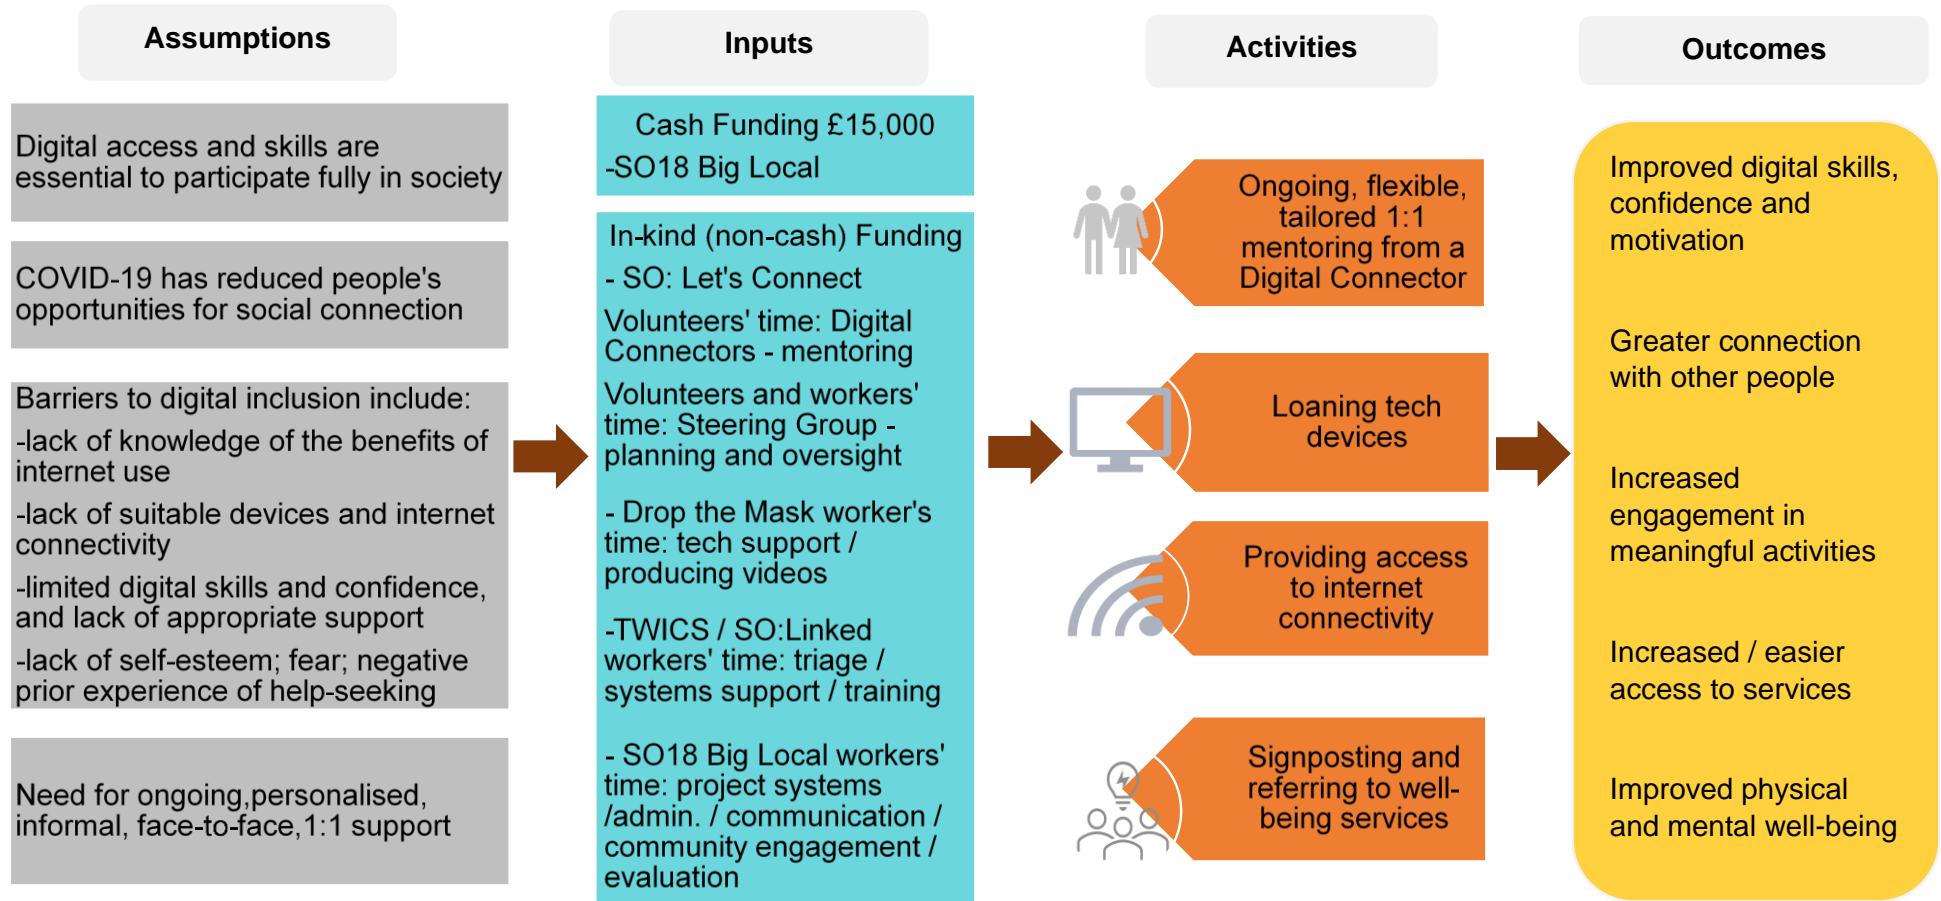 Assumptions
Digital access and skills are
essential to participate fully in society
COVID-19 has reduced people's
opportunities for social connection
Barriers to digital inclusion include:
-lack of knowledge of the benefits of
internet use
-lack of suitable devices and internet
connectivity
-limited digital skills and confidence,
and lack of appropriate support
-lack of self-esteem; fear; negative
prior experience of help-seeking
Need for ongoing,personalised,
informal, face-to-face,1:1 support
Inputs
Cash Funding £15,000
-SO18 Big Local
In-kind (non-cash) Funding
- SO: Let's Connect
Volunteers' time: Digital
Connectors - mentoring
Volunteers and workers'
time: Steering Group -
planning and oversight
- Drop the Mask worker's
time: tech support /
producing videos
-TWICS / SO:Linked
workers' time: triage /
systems support / training
- SO18 Big Local workers'
time: project systems
/admin. / communication /
community engagement /
evaluation
Activities
Ongoing, flexible,
tailored 1:1
mentoring from a
Digital Connector
Loaning tech
devices
Providing access
to internet
connectivity
Signposting and
referring to well-
being services
Outcomes
Improved digital skills,
confidence and
motivation
Greater connection
with other people
Increased
engagement in
meaningful activities
Increased / easier
access to services
Improved physical
and mental well-being